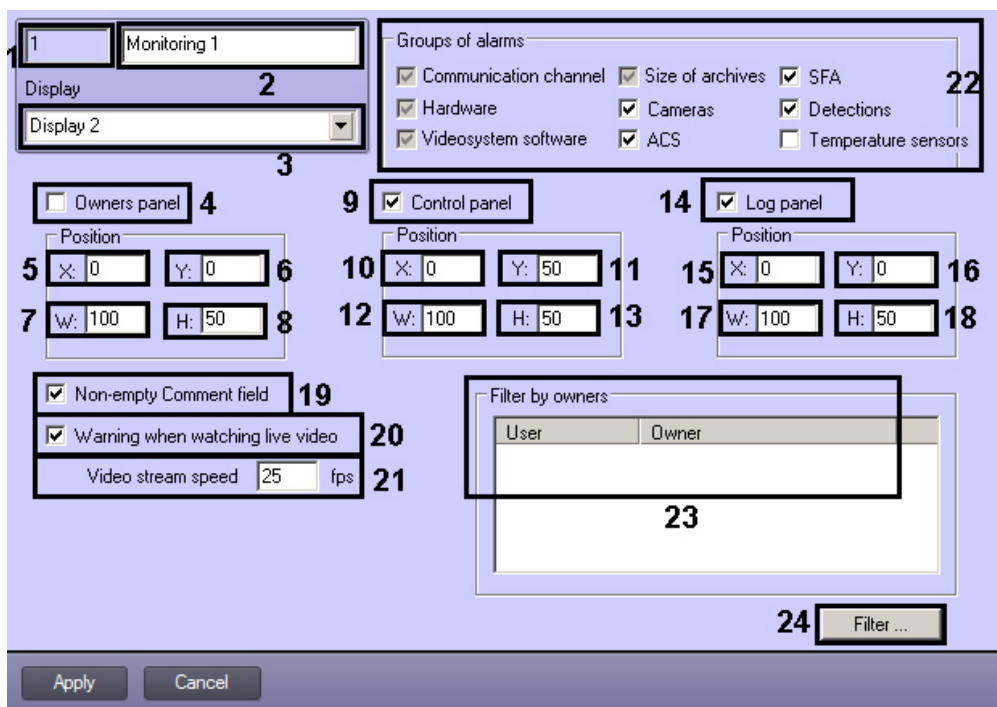 1 1 Monitoring 1
2
Display
Display 2
3
Groups of alarms
Communication channel Size of archives SFA
Hardware Cameras Detections
Videosystem software ACS Temperature sensors
22
Owners panel 4
Position
5 X: 0 Y: 0 6
7 W: 100 H: 50 8
9 Control panel
Position
10 X: 0 Y: 50 11
12 W: 100 H: 50 13
14 Log panel
Position
15 X: 0 Y: 0 16
17 W: 100 H: 50 18
Non-empty Comment field 19
Warning when watching live video 20
Video stream speed 25 fps 21
Filter by owners
User Owner
23
24 Filter ...
Apply Cancel